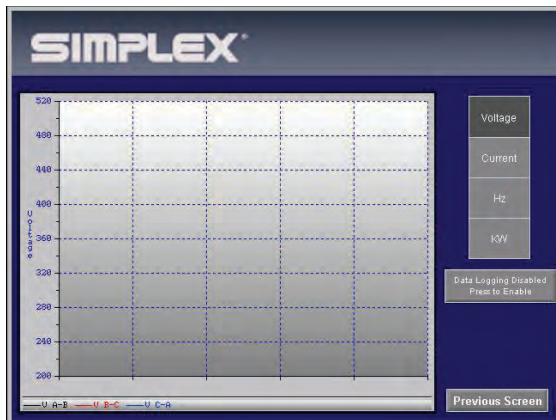 SIMPLEX
520
480
440
400
360
320
280
240
200
Voltage
V A-B V B-C V C-A
Voltage
Current
Hz
KW
Data Logging Disabled
Press to Enable
Previous Screen